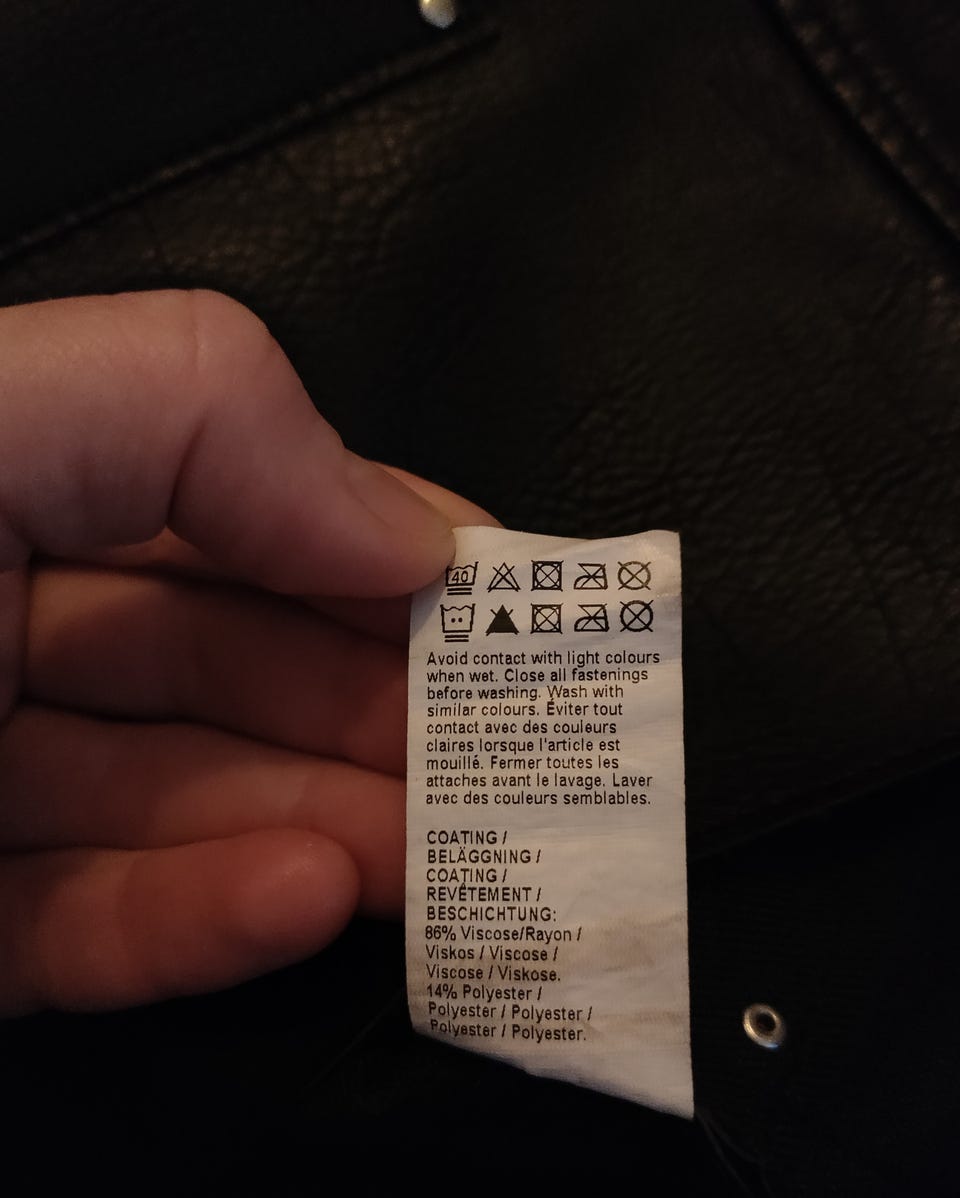 40
Avoid contact with light colours
when wet. Close all fastenings
before washing. Wash with
similar colours. Éviter tout
contact avec des couleurs
claires lorsque l'article est
mouillé. Fermer toutes les
attaches avant le lavage. Laver
avec des couleurs semblables.
COATING /
BELÄGGNING /
COATING /
REVÊTEMENT /
BESCHICHTUNG:
86% Viscose/Rayon /
Viskos / Viscose /
Viscose / Viskose.
14% Polyester /
Polyester / Polyester /
Polyester / Polyester.